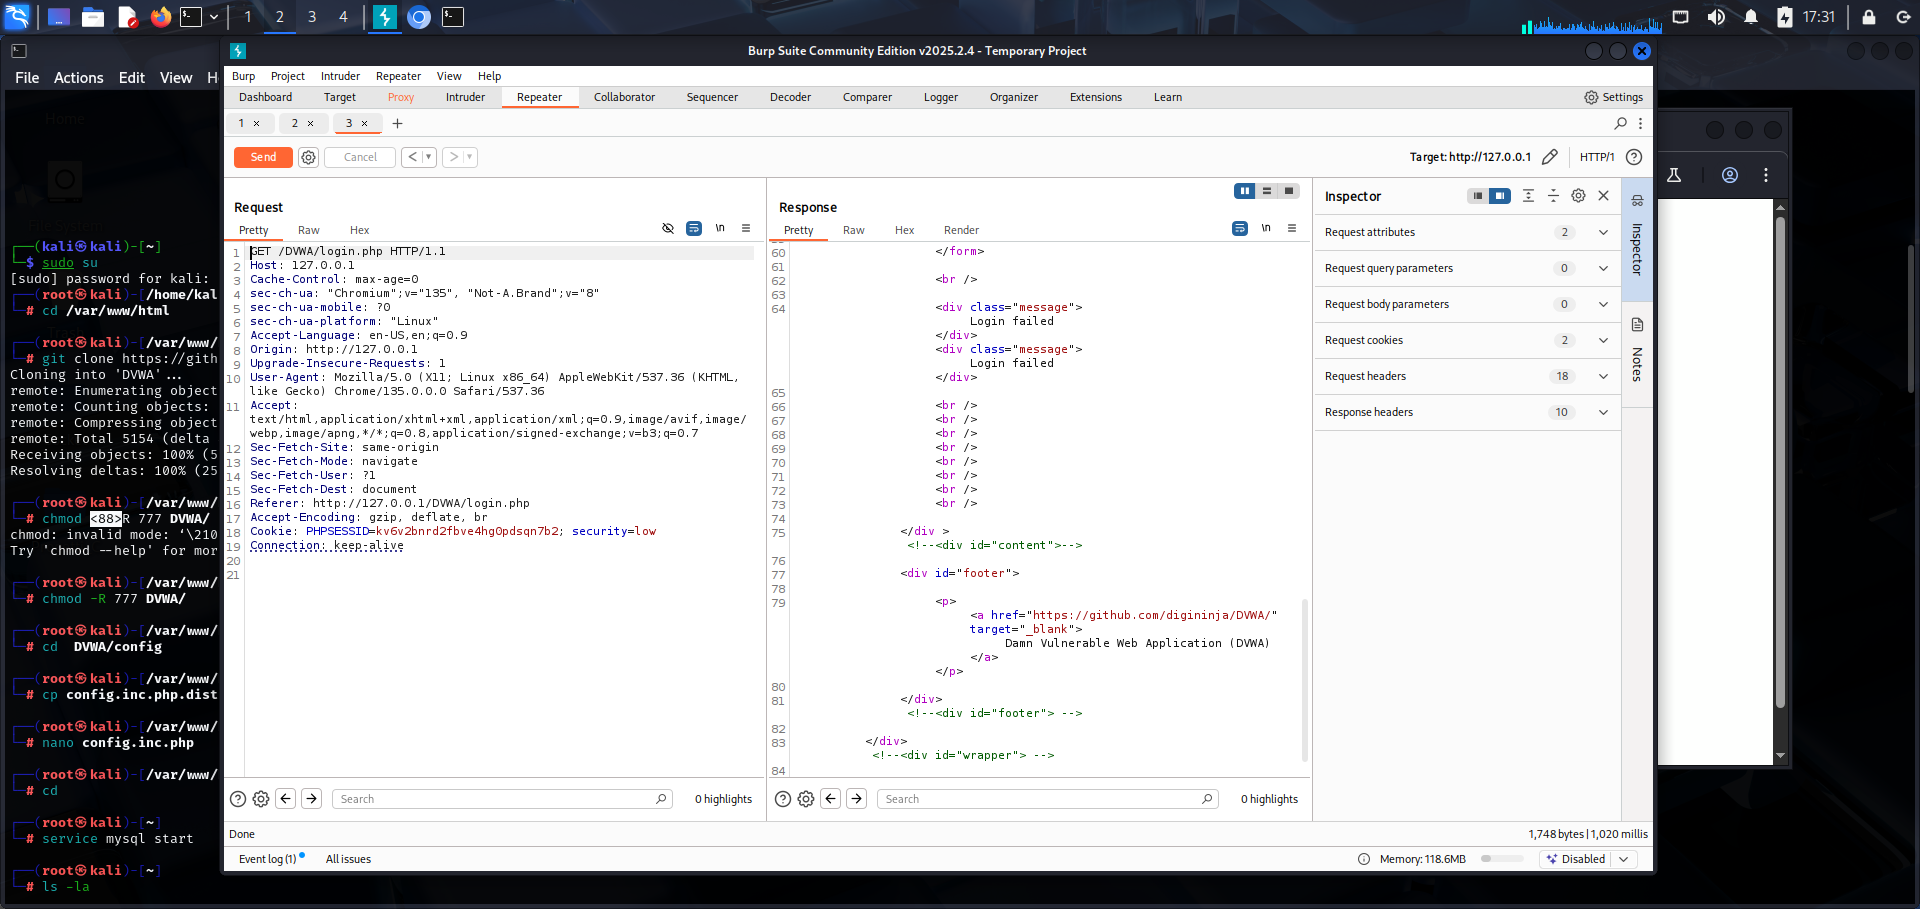 1 2 3 4 17:31
File Actions Edit View H
Home
Burp Suite Community Edition v2025.2.4 - Temporary Project
Burp Project Intruder Repeater View Help
Dashboard Target Proxy Intruder Repeater Collaborator Sequencer Decoder Comparer Logger Organizer Extensions Learn Settings
1 × 2 × 3 × +
Send Cancel < > Target: http://127.0.0.1 HTTP/1
┌──(kali㉿kali)-[~]
└─$ sudo su
[sudo] password for kali:
┌──(root㉿kali)-[/home/kal
└─# cd /var/www/html
┌──(root㉿kali)-[/var/www/
└─# git clone https://gith
Cloning into 'DVWA'...
remote: Enumerating object
remote: Counting objects:
remote: Compressing object
remote: Total 5154 (delta
Receiving objects: 100% (5
Resolving deltas: 100% (25
┌──(root㉿kali)-[/var/www/
└─# chmod <88>R 777 DVWA/
chmod: invalid mode: ‘\210
Try 'chmod --help' for mor
┌──(root㉿kali)-[/var/www/
└─# chmod -R 777 DVWA/
┌──(root㉿kali)-[/var/www/
└─# cd DVWA/config
┌──(root㉿kali)-[/var/www/
└─# cp config.inc.php.dist
┌──(root㉿kali)-[/var/www/
└─# nano config.inc.php
┌──(root㉿kali)-[/var/www/
└─# cd
┌──(root㉿kali)-[~]
└─# service mysql start
┌──(root㉿kali)-[~]
└─# ls -la
Request
Pretty Raw Hex \n
1 GET /DVWA/login.php HTTP/1.1
2 Host: 127.0.0.1
3 Cache-Control: max-age=0
4 sec-ch-ua: "Chromium";v="135", "Not-A.Brand";v="8"
5 sec-ch-ua-mobile: ?0
6 sec-ch-ua-platform: "Linux"
7 Accept-Language: en-US,en;q=0.9
8 Origin: http://127.0.0.1
9 Upgrade-Insecure-Requests: 1
10 User-Agent: Mozilla/5.0 (X11; Linux x86_64) AppleWebKit/537.36 (KHTML,
like Gecko) Chrome/135.0.0.0 Safari/537.36
11 Accept:
text/html,application/xhtml+xml,application/xml;q=0.9,image/avif,image/
webp,image/apng,*/*;q=0.8,application/signed-exchange;v=b3;q=0.7
12 Sec-Fetch-Site: same-origin
13 Sec-Fetch-Mode: navigate
14 Sec-Fetch-User: ?1
15 Sec-Fetch-Dest: document
16 Referer: http://127.0.0.1/DVWA/login.php
17 Accept-Encoding: gzip, deflate, br
18 Cookie: PHPSESSID=kv6v2bnrd2fbve4hg0pdsqn7b2; security=low
19 Connection: keep-alive
20
21
Search 0 highlights
Response
Pretty Raw Hex Render \n
60 </form>
61
62 <br />
63
64 <div class="message">
Login failed
</div>
<div class="message">
Login failed
</div>
65
66 <br />
67 <br />
68 <br />
69 <br />
70 <br />
71 <br />
72 <br />
73 <br />
74
75 </div >
<!--<div id="content">-->
76
77 <div id="footer">
78
79 <p>
<a href="https://github.com/digininja/DVWA/"
target="_blank">
Damn Vulnerable Web Application (DVWA)
</a>
</p>
80
81 </div>
<!--<div id="footer"> -->
82
83 </div>
<!--<div id="wrapper"> -->
84
Search 0 highlights
Inspector
Request attributes 2
Request query parameters 0
Request body parameters 0
Request cookies 2
Request headers 18
Response headers 10
Inspector
Notes
Done 1,748 bytes | 1,020 millis
Event log (1) All issues Memory: 118.6MB Disabled